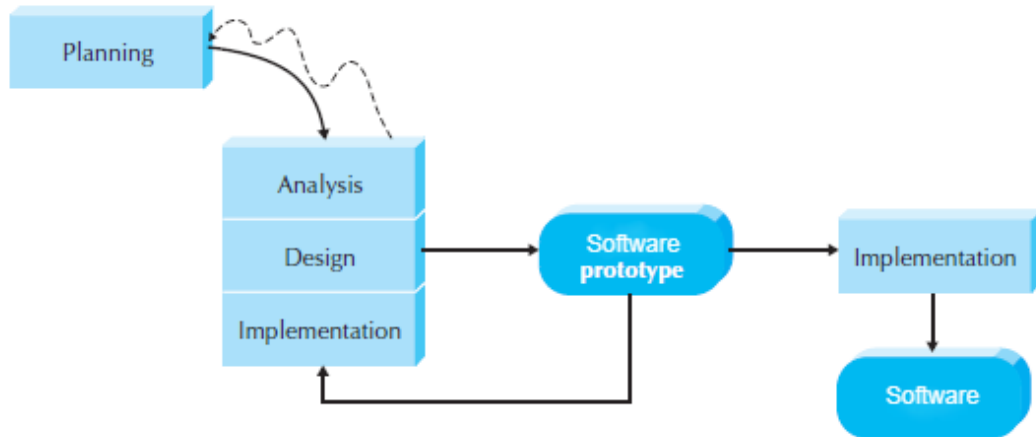 Planning
Analysis
Design
Implementation
Software
prototype
Implementation
Software